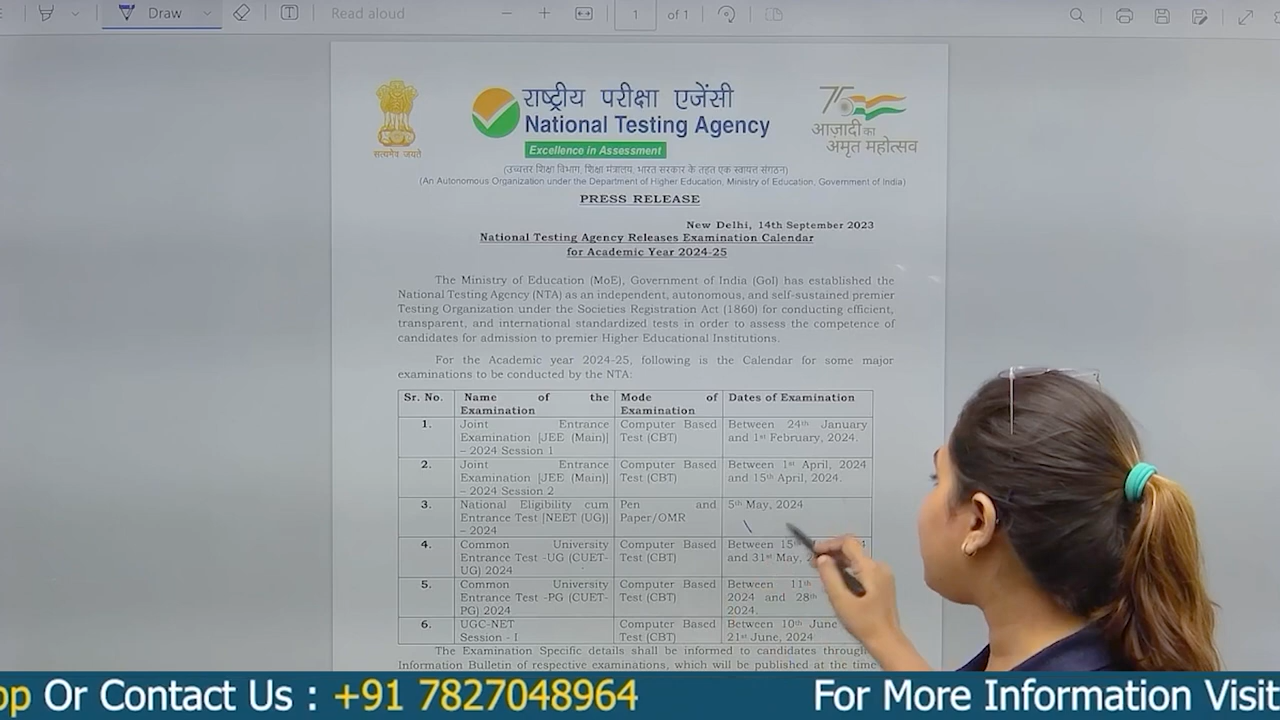 Draw
Read aloud
1
of 1
राष्ट्रीय परीक्षा एजेंसी
National Testing Agency
Excellence in Assessment
सत्यमेव जयते
75
आज़ादी का
अमृत महोत्सव
(उच्चतर शिक्षा विभाग, शिक्षा मंत्रालय, भारत सरकार के तहत एक स्वायत्त संगठन)
(An Autonomous Organization under the Department of Higher Education, Ministry of Education, Government of India)
PRESS RELEASE
New Delhi, 14th September 2023
National Testing Agency Releases Examination Calendar
for Academic Year 2024-25
The Ministry of Education (MoE), Government of India (GoI) has established the
National Testing Agency (NTA) as an independent, autonomous, and self-sustained premier
Testing Organization under the Societies Registration Act (1860) for conducting efficient,
transparent, and international standardized tests in order to assess the competence of
candidates for admission to premier Higher Educational Institutions.
For the Academic year 2024-25, following is the Calendar for some major
examinations to be conducted by the NTA:
Sr. No. Name of the Mode of Dates of Examination
Examination Examination
1. Joint Entrance Computer Based Between 24th January
Examination [JEE (Main)] Test (CBT) and 1st February, 2024.
– 2024 Session 1
2. Joint Entrance Computer Based Between 1st April, 2024
Examination [JEE (Main)] Test (CBT) and 15th April, 2024.
– 2024 Session 2
3. National Eligibility cum Pen and 5th May, 2024
Entrance Test [NEET (UG)] Paper/OMR
– 2024
4. Common University Computer Based Between 15th
Entrance Test -UG (CUET- Test (CBT) and 31st May,
UG) 2024
5. Common University Computer Based Between 11th
Entrance Test -PG (CUET- Test (CBT) 2024 and 28th
PG) 2024 2024.
6. UGC-NET Computer Based Between 10th June
Session - I Test (CBT) 21st June, 2024
The Examination Specific details shall be informed to candidates through
Information Bulletin of respective examinations, which will be published at the time
Or Contact Us : +91 7827048964 For More Information Visit